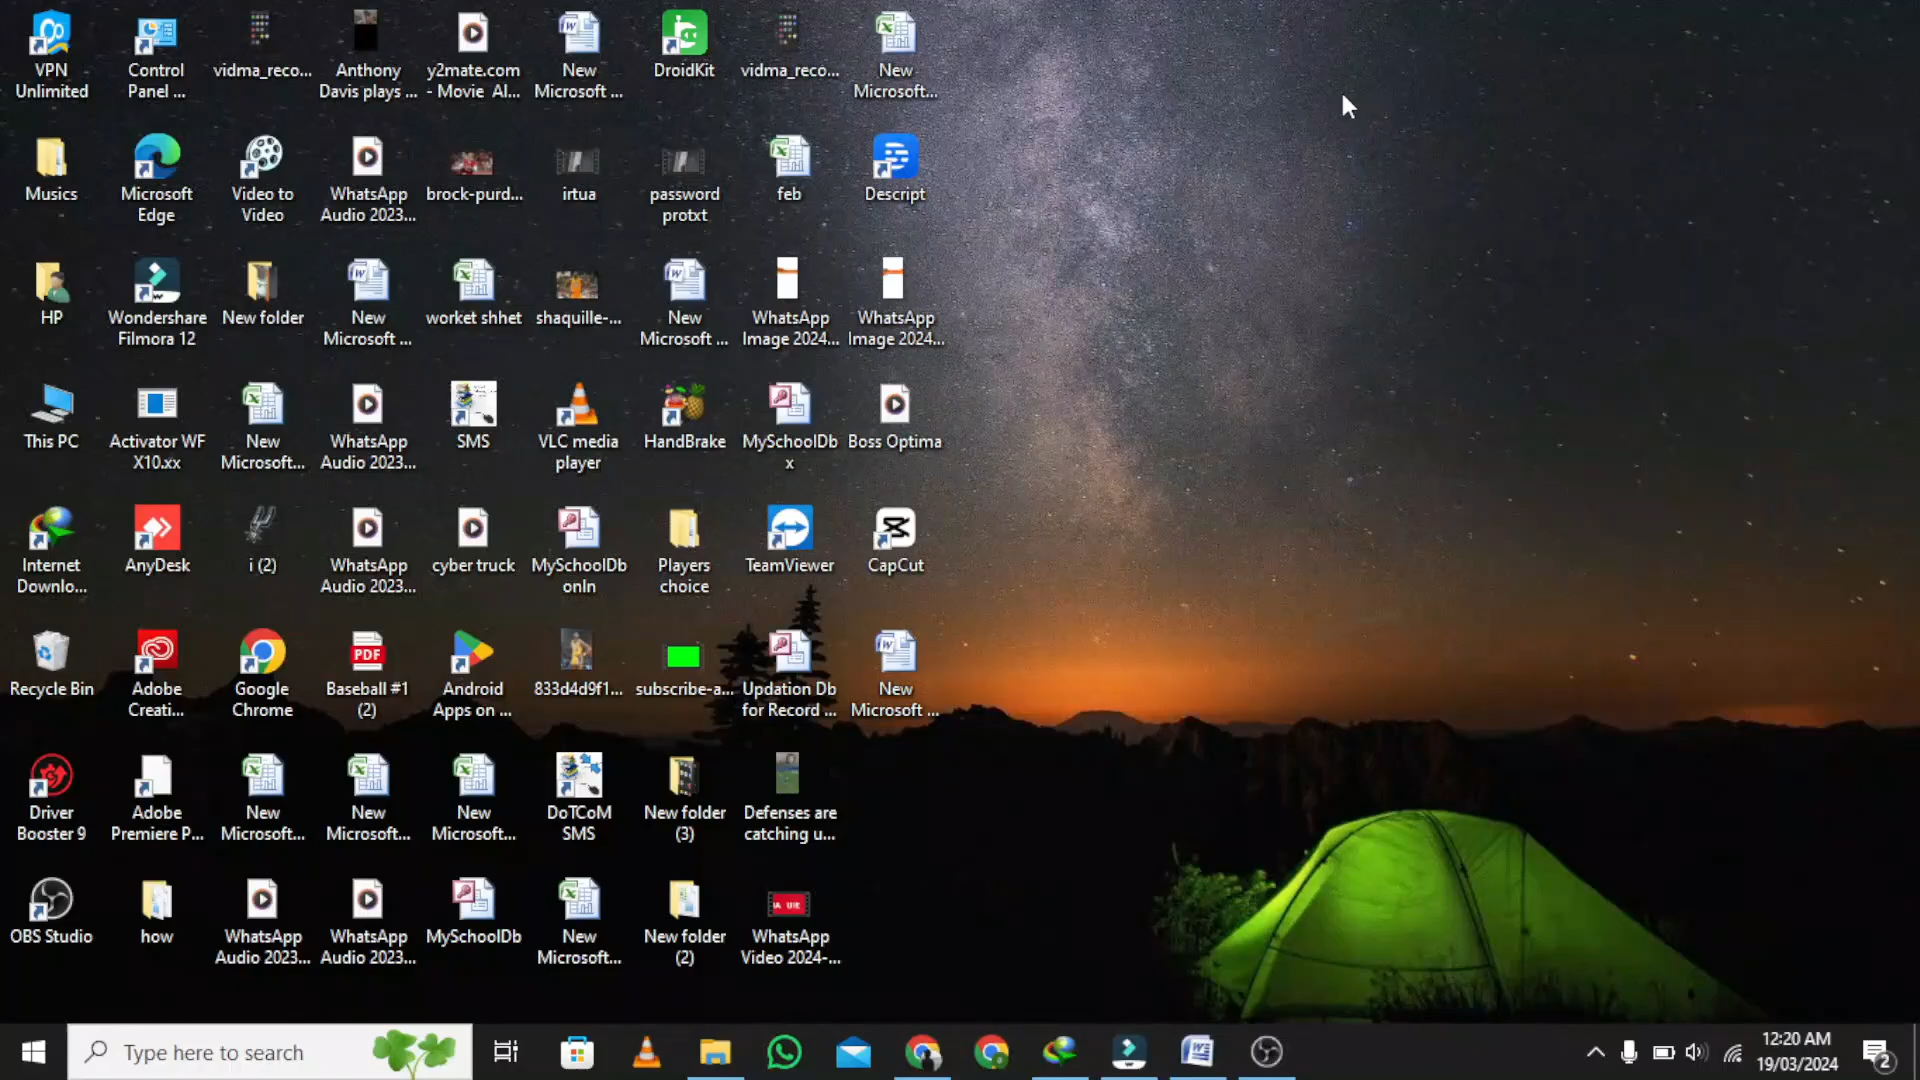 VPN
Unlimited
Control
Panel ...
vidma_reco...
Anthony
Davis plays ...
y2mate.com
- Movie Al...
New
Microsoft ...
DroidKit
vidma_reco...
New
Microsoft...
Musics
Microsoft
Edge
Video to
Video
WhatsApp
Audio 2023...
brock-purd...
irtua
password
protxt
feb
Descript
HP
Wondershare
Filmora 12
New folder
New
Microsoft ...
worket shhet
shaquille-...
New
Microsoft ...
WhatsApp
Image 2024...
WhatsApp
Image 2024...
This PC
Activator WF
X10.xx
New
Microsoft...
WhatsApp
Audio 2023...
SMS
VLC media
player
HandBrake
MySchoolDb
x
Boss Optima
Internet
Downlo...
AnyDesk
i (2)
WhatsApp
Audio 2023...
cyber truck
MySchoolDb
onln
Players
choice
TeamViewer
CapCut
Recycle Bin
Adobe
Creati...
Google
Chrome
PDF
Baseball #1
(2)
Android
Apps on ...
833d4d9f1...
subscribe-a...
Updation Db
for Record ...
New
Microsoft ...
Driver
Booster 9
Adobe
Premiere P...
New
Microsoft...
New
Microsoft...
New
Microsoft...
DoTCoM
SMS
New folder
(3)
Defenses are
catching u...
OBS Studio
how
WhatsApp
Audio 2023...
WhatsApp
Audio 2023...
MySchoolDb
New
Microsoft...
New folder
(2)
WhatsApp
Video 2024-...
Type here to search
12:20 AM
19/03/2024
2